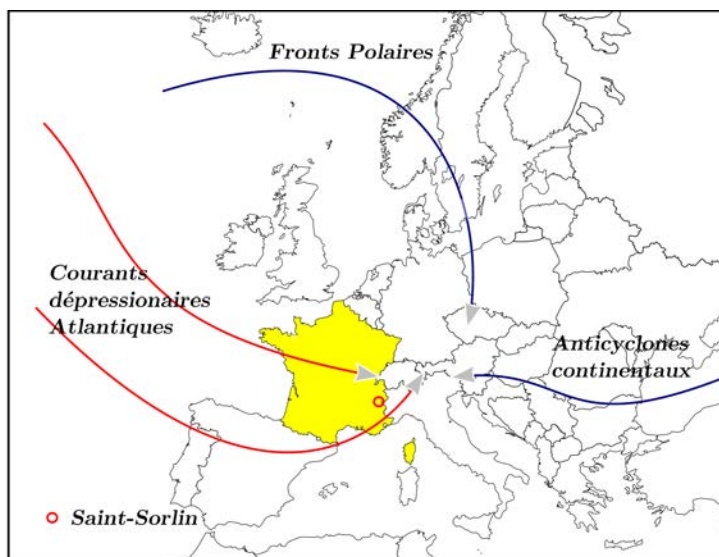 Fronts Polaires
Courants
dépressionaires
Atlantiques
Anticyclones
continentaux
Saint-Sorlin